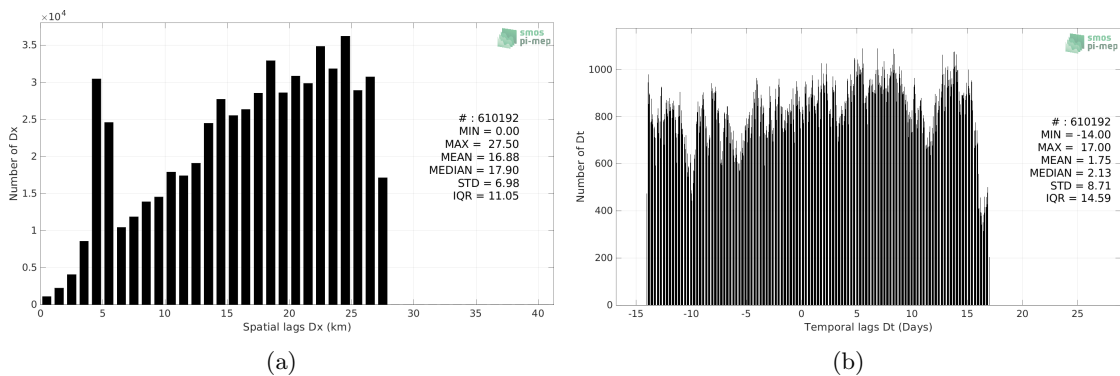 ×10⁴
3.5
3
2.5
2
1.5
1
0.5
0
Number of Dx
0 5 10 15 20 25 30 35 40
Spatial lags Dx (km)
smos
pi-mep
# : 610192
MIN = 0.00
MAX = 27.50
MEAN = 16.88
MEDIAN = 17.90
STD = 6.98
IQR = 11.05
(a)
1000
800
600
400
200
0
Number of Dt
-15 -10 -5 0 5 10 15 20 25
Temporal lags Dt (Days)
smos
pi-mep
# : 610192
MIN = -14.00
MAX = 17.00
MEAN = 1.75
MEDIAN = 2.13
STD = 8.71
IQR = 14.59
(b)